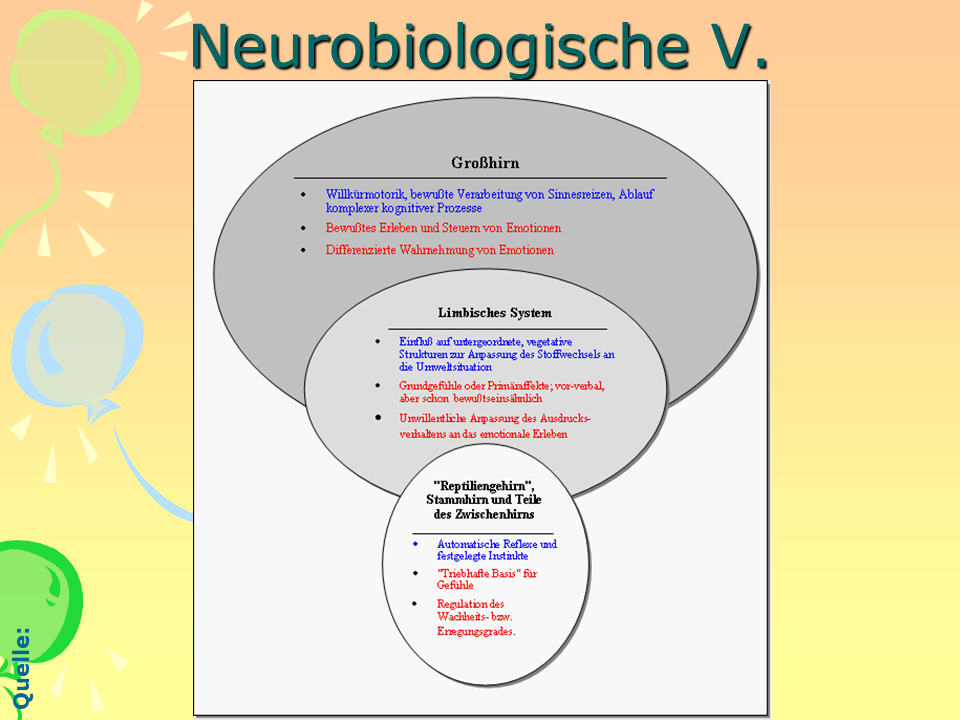 Neurobiologische V.
Großhirn
• Willkürmotorik, bewußte Verarbeitung von Sinnesreizen, Ablauf
komplexer kognitiver Prozesse
• Bewußtes Erleben und Steuern von Emotionen
• Differenzierte Wahrnehmung von Emotionen
Limbisches System
• Einfluß auf untergeordnete, vegetative
Strukturen zur Anpassung des Stoffwechsels an
die Umweltsituation
• Grundgefühle oder Primäraffekte; vor-verbal,
aber schon bewußtseinsähnlich
• Unwillentliche Anpassung des Ausdrucks-
verhaltens an das emotionale Erleben
"Reptiliengehirn",
Stammhirn und Teile
des Zwischenhirns
• Automatische Reflexe und
festgelegte Instinkte
• "Triebhafte Basis" für
Gefühle
• Regulation des
Wachheits- bzw.
Erregungsgrades.
Quelle: